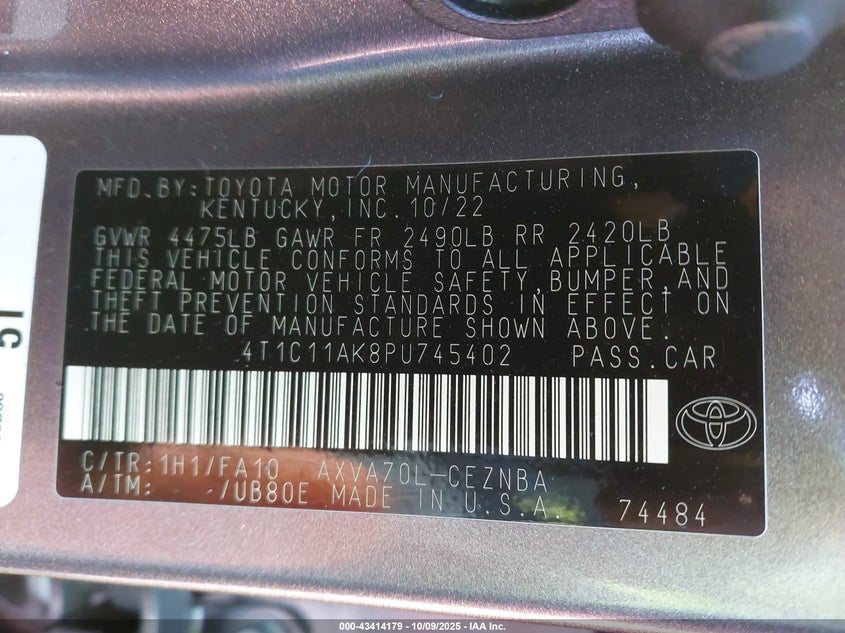 MFD.BY:TOYOTA MOTOR MANUFACTURING,
KENTUCKY,INC.10/22
GVWR 4475LB GAWR FR 2490LB RR 2420LB
THIS VEHICLE CONFORMS TO ALL APPLICABLE
FEDERAL MOTOR VEHICLE SAFETY,BUMPER,AND
THEFT PREVENTION STANDARDS IN EFFECT ON
THE DATE OF MANUFACTURE SHOWN ABOVE.
4T1C11AK8PU745402 PASS.CAR
C/TR:1H1/FA10 AXVA70L-CEZNBA
A/TM: /UB80E MADE IN U.S.A. 74484
000-43414179 - 10/09/2025 - IAA Inc.